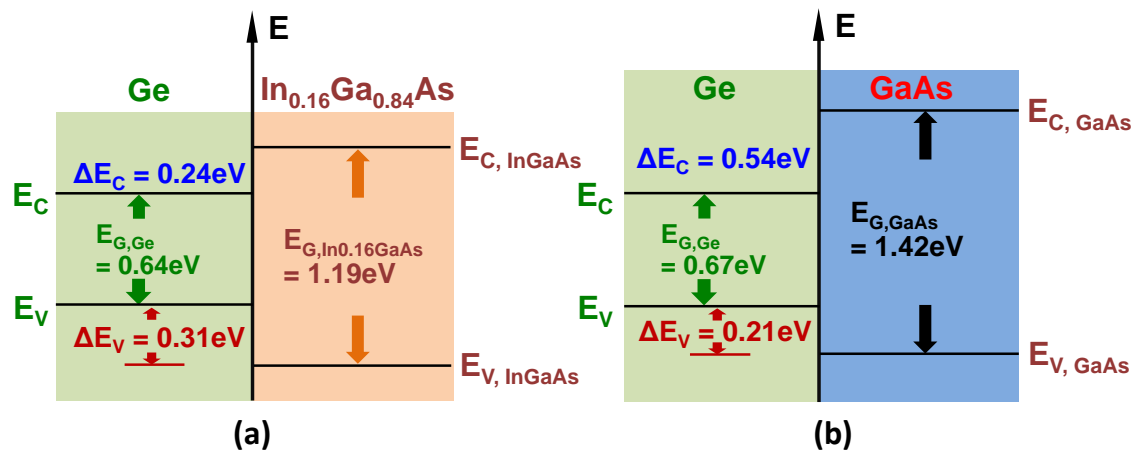 E
Ge
In0.16Ga0.84As
ΔEC = 0.24eV
EC
EG,Ge
= 0.64eV
EV
ΔEV = 0.31eV
EC, InGaAs
EG,In0.16GaAs
= 1.19eV
EV, InGaAs
(a)
E
Ge
GaAs
ΔEC = 0.54eV
EC
EG,Ge
= 0.67eV
EV
ΔEV = 0.21eV
EC, GaAs
EG,GaAs
= 1.42eV
EV, GaAs
(b)